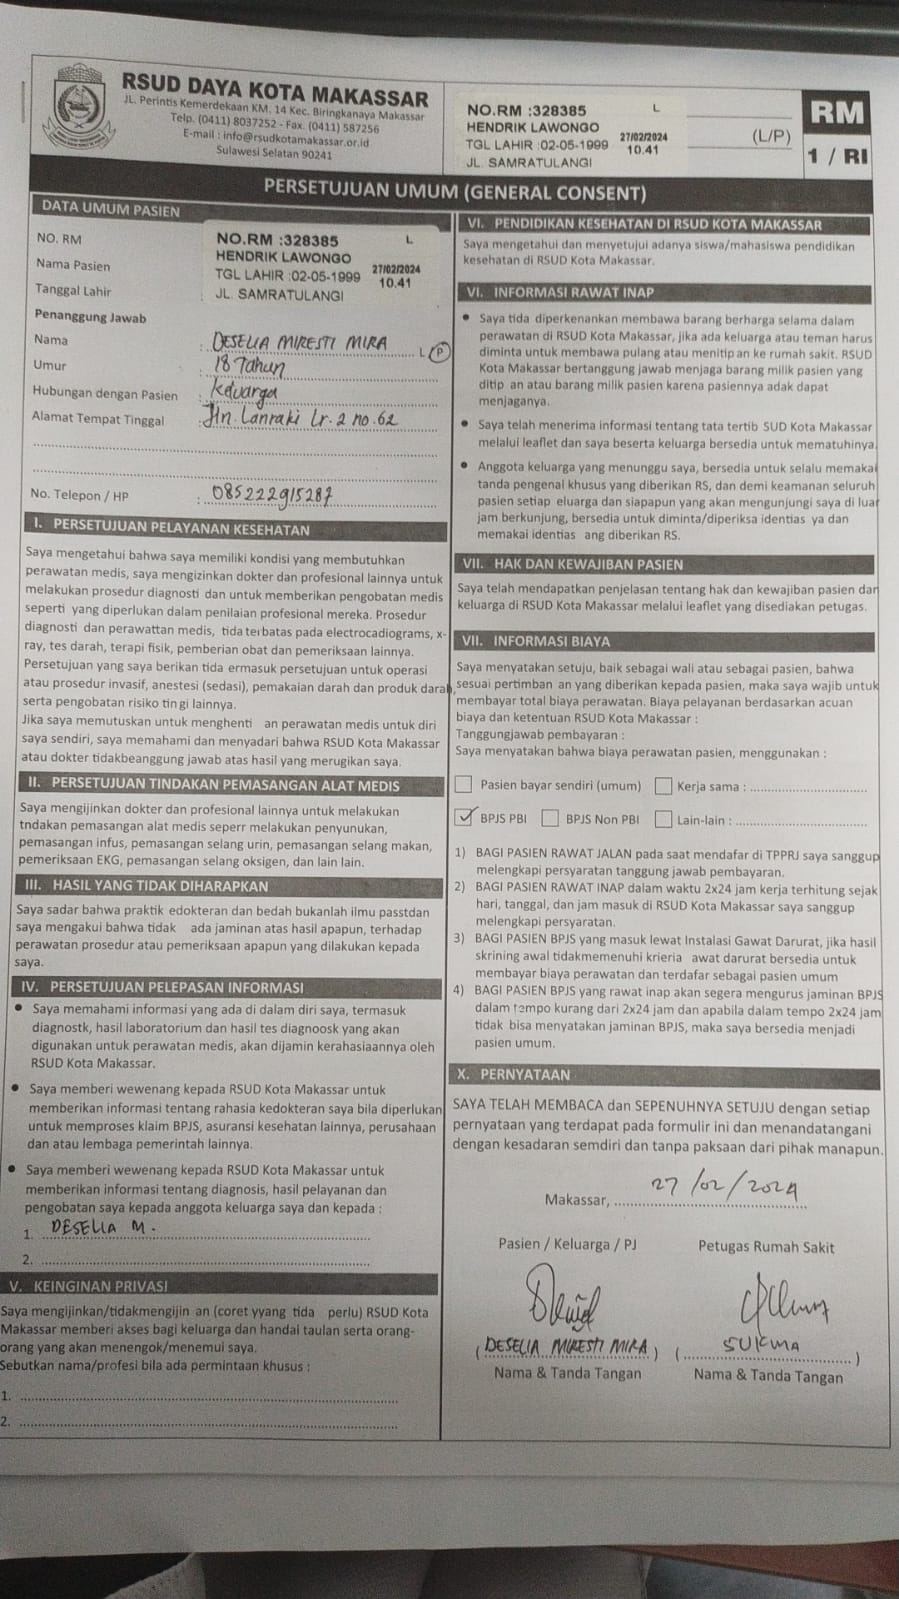 RSUD DAYA KOTA MAKASSAR
JL. Perintis Kemerdekaan KM. 14 Kec. Biringkanaya Makassar
Telp. (0411) 8037252 - Fax. (0411) 587256
E-mail : info@rsudkotamakassar.or.id
Sulawesi Selatan 90241
NO.RM :328385 L
HENDRIK LAWONGO
TGL LAHIR :02-05-1999 27/02/2024
JL. SAMRATULANGI 10.41
(L/P)
RM
1 / RI
PERSETUJUAN UMUM (GENERAL CONSENT)
DATA UMUM PASIEN
NO. RM
Nama Pasien
Tanggal Lahir
NO.RM :328385 L
HENDRIK LAWONGO
TGL LAHIR :02-05-1999 27/02/2024
JL. SAMRATULANGI 10.41
Penanggung Jawab
Nama : DESELIA MIRESTI MIRA L P
Umur : 18 Tahun
Hubungan dengan Pasien : Keluarga
Alamat Tempat Tinggal : Jln. Lanraki Lr. 2 no. 62
No. Telepon / HP : 085222915287
I. PERSETUJUAN PELAYANAN KESEHATAN
Saya mengetahui bahwa saya memiliki kondisi yang membutuhkan
perawatan medis, saya mengizinkan dokter dan profesional lainnya untuk
melakukan prosedur diagnosti dan untuk memberikan pengobatan medis
seperti yang diperlukan dalam penilaian profesional mereka. Prosedur
diagnosti dan perawattan medis, tida terbatas pada electrocadiograms, x-
ray, tes darah, terapi fisik, pemberian obat dan pemeriksaan lainnya.
Persetujuan yang saya berikan tida ermasuk persetujuan untuk operasi
atau prosedur invasif, anestesi (sedasi), pemakaian darah dan produk darah,
serta pengobatan risiko tin gi lainnya.
Jika saya memutuskan untuk menghenti an perawatan medis untuk diri
saya sendiri, saya memahami dan menyadari bahwa RSUD Kota Makassar
atau dokter tidakbeanggung jawab atas hasil yang merugikan saya.
II. PERSETUJUAN TINDAKAN PEMASANGAN ALAT MEDIS
Saya mengijinkan dokter dan profesional lainnya untuk melakukan
tndakan pemasangan alat medis seperr melakukan penyunukan,
pemasangan infus, pemasangan selang urin, pemasangan selang makan,
pemeriksaan EKG, pemasangan selang oksigen, dan lain lain.
III. HASIL YANG TIDAK DIHARAPKAN
Saya sadar bahwa praktik edokteran dan bedah bukanlah ilmu passtdan
saya mengakui bahwa tidak ada jaminan atas hasil apapun, terhadap
perawatan prosedur atau pemeriksaan apapun yang dilakukan kepada
saya.
IV. PERSETUJUAN PELEPASAN INFORMASI
• Saya memahami informasi yang ada di dalam diri saya, termasuk
diagnostk, hasil laboratorium dan hasil tes diagnoosk yang akan
digunakan untuk perawatan medis, akan dijamin kerahasiaannya oleh
RSUD Kota Makassar.
• Saya memberi wewenang kepada RSUD Kota Makassar untuk
memberikan informasi tentang rahasia kedokteran saya bila diperlukan
untuk memproses klaim BPJS, asuransi kesehatan lainnya, perusahaan
dan atau lembaga pemerintah lainnya.
• Saya memberi wewenang kepada RSUD Kota Makassar untuk
memberikan informasi tentang diagnosis, hasil pelayanan dan
pengobatan saya kepada anggota keluarga saya dan kepada :
1. DESELIA M.
2.
V. KEINGINAN PRIVASI
Saya mengijinkan/tidakmengijin an (coret yyang tida perlu) RSUD Kota
Makassar memberi akses bagi keluarga dan handai taulan serta orang-
orang yang akan menengok/menemui saya.
Sebutkan nama/profesi bila ada permintaan khusus :
1.
2.
VI. PENDIDIKAN KESEHATAN DI RSUD KOTA MAKASSAR
Saya mengetahui dan menyetujui adanya siswa/mahasiswa pendidikan
kesehatan di RSUD Kota Makassar.
VI. INFORMASI RAWAT INAP
• Saya tida diperkenankan membawa barang berharga selama dalam
perawatan di RSUD Kota Makassar, jika ada keluarga atau teman harus
diminta untuk membawa pulang atau menitip an ke rumah sakit. RSUD
Kota Makassar bertanggung jawab menjaga barang milik pasien yang
ditip an atau barang milik pasien karena pasiennya adak dapat
menjaganya.
• Saya telah menerima informasi tentang tata tertib SUD Kota Makassar
melalui leaflet dan saya beserta keluarga bersedia untuk mematuhinya.
• Anggota keluarga yang menunggu saya, bersedia untuk selalu memakai
tanda pengenal khusus yang diberikan RS, dan demi keamanan seluruh
pasien setiap eluarga dan siapapun yang akan mengunjungi saya di luar
jam berkunjung, bersedia untuk diminta/diperiksa identias ya dan
memakai identias ang diberikan RS.
VII. HAK DAN KEWAJIBAN PASIEN
Saya telah mendapatkan penjelasan tentang hak dan kewajiban pasien dan
keluarga di RSUD Kota Makassar melalui leaflet yang disediakan petugas.
VII. INFORMASI BIAYA
Saya menyatakan setuju, baik sebagai wali atau sebagai pasien, bahwa
sesuai pertimban an yang diberikan kepada pasien, maka saya wajib untuk
membayar total biaya perawatan. Biaya pelayanan berdasarkan acuan
biaya dan ketentuan RSUD Kota Makassar :
Tanggungjawab pembayaran :
Saya menyatakan bahwa biaya perawatan pasien, menggunakan :
Pasien bayar sendiri (umum) Kerja sama :
✓ BPJS PBI BPJS Non PBI Lain-lain :
1) BAGI PASIEN RAWAT JALAN pada saat mendafar di TPPRJ saya sanggup
melengkapi persyaratan tanggung jawab pembayaran.
2) BAGI PASIEN RAWAT INAP dalam waktu 2x24 jam kerja terhitung sejak
hari, tanggal, dan jam masuk di RSUD Kota Makassar saya sanggup
melengkapi persyaratan.
3) BAGI PASIEN BPJS yang masuk lewat Instalasi Gawat Darurat, jika hasil
skrining awal tidakmemenuhi krieria awat darurat bersedia untuk
membayar biaya perawatan dan terdafar sebagai pasien umum
4) BAGI PASIEN BPJS yang rawat inap akan segera mengurus jaminan BPJS
dalam tempo kurang dari 2x24 jam dan apabila dalam tempo 2x24 jam
tidak bisa menyatakan jaminan BPJS, maka saya bersedia menjadi
pasien umum.
X. PERNYATAAN
SAYA TELAH MEMBACA dan SEPENUHNYA SETUJU dengan setiap
pernyataan yang terdapat pada formulir ini dan menandatangani
dengan kesadaran semdiri dan tanpa paksaan dari pihak manapun.
Makassar, 27/02/2024
Pasien / Keluarga / PJ Petugas Rumah Sakit
(DESELIA MIRESTI MIRA) (SUKMA)
Nama & Tanda Tangan Nama & Tanda Tangan